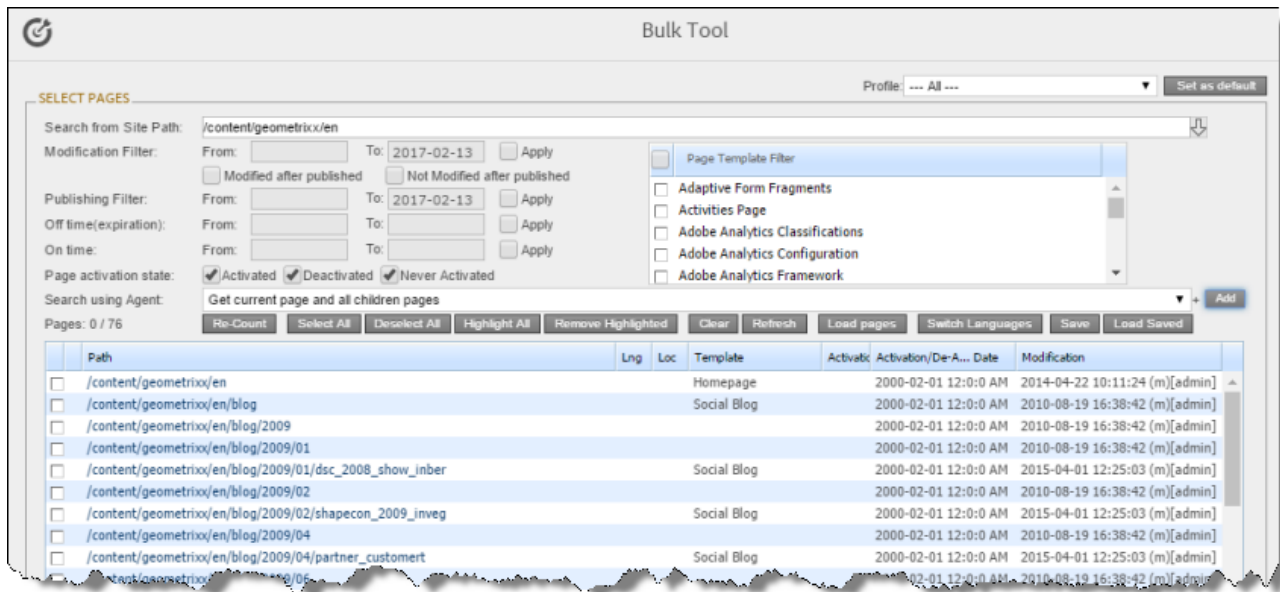 Bulk Tool
Profile: --- All --- Set as default
SELECT PAGES
Search from Site Path: /content/geometrixx/en
Modification Filter: From: To: 2017-02-13 Apply
Modified after published Not Modified after published
Publishing Filter: From: To: 2017-02-13 Apply
Off time(expiration): From: To: Apply
On time: From: To: Apply
Page activation state: Activated Deactivated Never Activated
Page Template Filter
Adaptive Form Fragments
Activities Page
Adobe Analytics Classifications
Adobe Analytics Configuration
Adobe Analytics Framework
Search using Agent: Get current page and all children pages + Add
Pages: 0 / 76 Re-Count Select All Deselect All Highlight All Remove Highlighted Clear Refresh Load pages Switch Languages Save Load Saved
Path Lng Loc Template Activatic Activation/De-A... Date Modification
/content/geometrixx/en Homepage 2000-02-01 12:0:0 AM 2014-04-22 10:11:24 (m)[admin]
/content/geometrixx/en/blog Social Blog 2000-02-01 12:0:0 AM 2010-08-19 16:38:42 (m)[admin]
/content/geometrixx/en/blog/2009 2000-02-01 12:0:0 AM 2010-08-19 16:38:42 (m)[admin]
/content/geometrixx/en/blog/2009/01 2000-02-01 12:0:0 AM 2010-08-19 16:38:42 (m)[admin]
/content/geometrixx/en/blog/2009/01/dsc_2008_show_inber Social Blog 2000-02-01 12:0:0 AM 2015-04-01 12:25:03 (m)[admin]
/content/geometrixx/en/blog/2009/02 2000-02-01 12:0:0 AM 2010-08-19 16:38:42 (m)[admin]
/content/geometrixx/en/blog/2009/02/shapecon_2009_inveg Social Blog 2000-02-01 12:0:0 AM 2015-04-01 12:25:03 (m)[admin]
/content/geometrixx/en/blog/2009/04 2000-02-01 12:0:0 AM 2010-08-19 16:38:42 (m)[admin]
/content/geometrixx/en/blog/2009/04/partner_customert Social Blog 2000-02-01 12:0:0 AM 2015-04-01 12:25:03 (m)[admin]
12:0:0 AM 2010-08-19 16:38:42